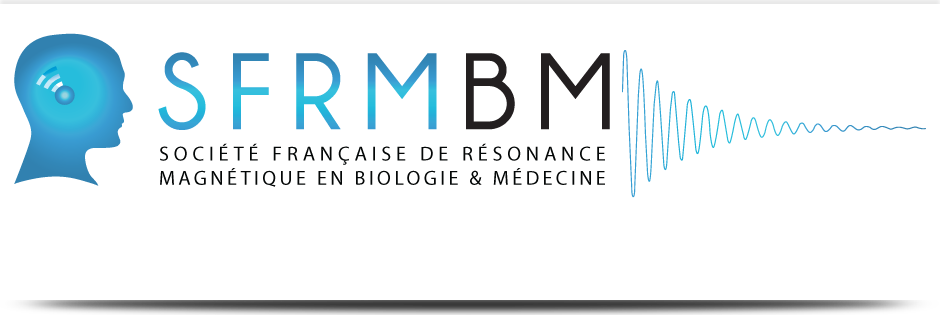 SFRMBM
SOCIÉTÉ FRANÇAISE DE RÉSONANCE
MAGNÉTIQUE EN BIOLOGIE & MÉDECINE